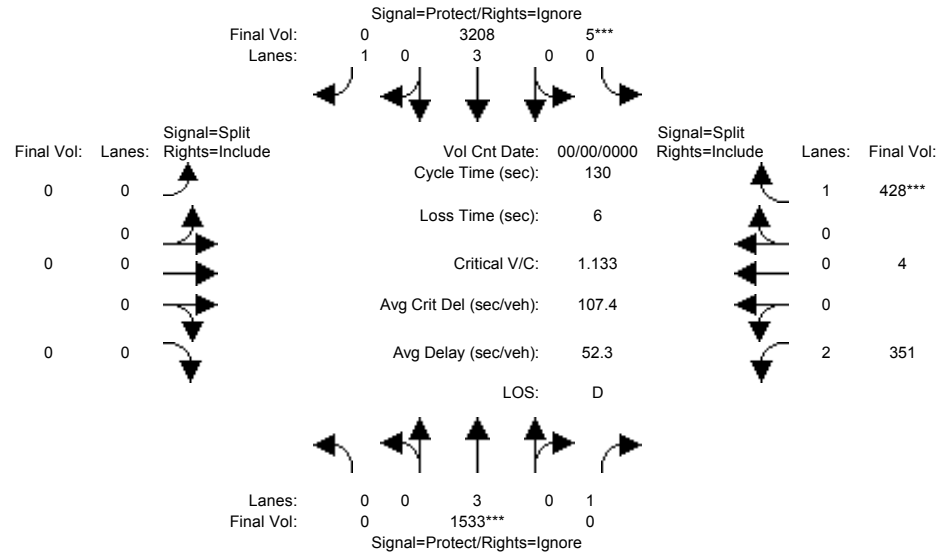 Signal=Protect/Rights=Ignore
Final Vol: 0 3208 5***
Lanes: 1 0 3 0 0
Signal=Split Signal=Split
Final Vol: Lanes: Rights=Include Vol Cnt Date: 00/00/0000 Rights=Include Lanes: Final Vol:
Cycle Time (sec): 130
0 0 1 428***
Loss Time (sec): 6
0 0
0 0 Critical V/C: 1.133 0 4
0 Avg Crit Del (sec/veh): 107.4 0
0 0 Avg Delay (sec/veh): 52.3 2 351
LOS: D
Lanes: 0 0 3 0 1
Final Vol: 0 1533*** 0
Signal=Protect/Rights=Ignore